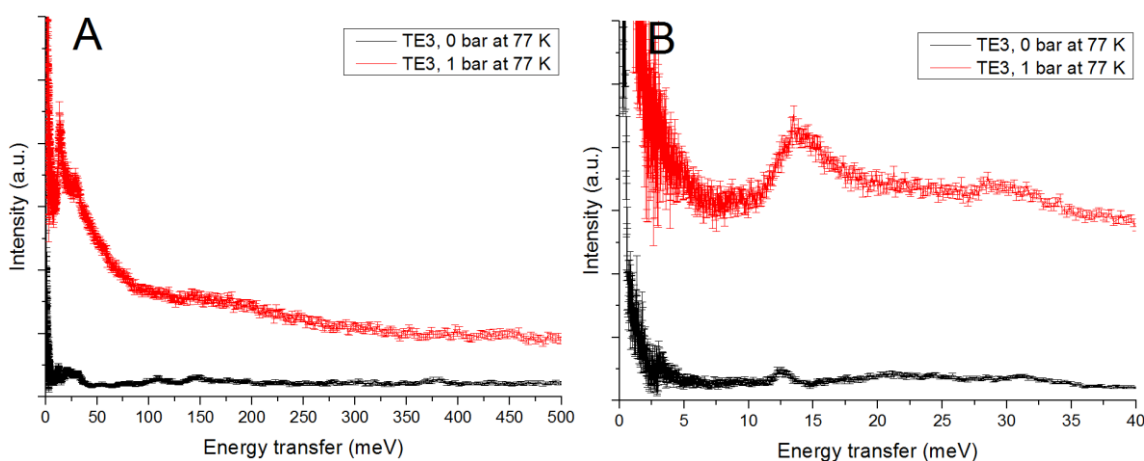 A
TE3, 0 bar at 77 K
TE3, 1 bar at 77 K
Intensity (a.u.)
0 50 100 150 200 250 300 350 400 450 500
Energy transfer (meV)
B
TE3, 0 bar at 77 K
TE3, 1 bar at 77 K
Intensity (a.u.)
0 5 10 15 20 25 30 35 40
Energy transfer (meV)